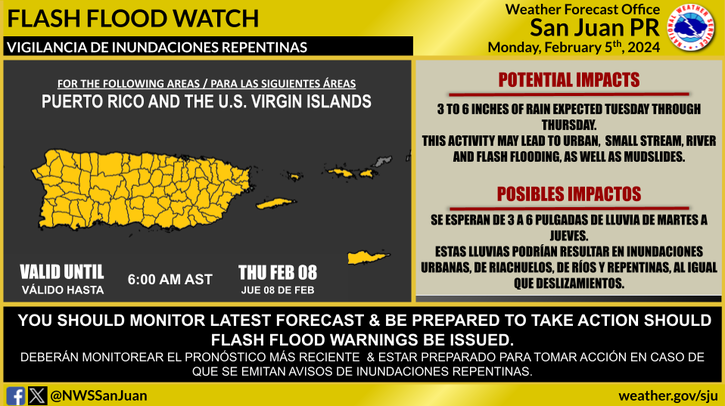 FLASH FLOOD WATCH
VIGILANCIA DE INUNDACIONES REPENTINAS
Weather Forecast Office
San Juan PR
Monday, February 5th, 2024
NATIONAL WEATHER SERVICE
FOR THE FOLLOWING AREAS / PARA LAS SIGUIENTES ÁREAS
PUERTO RICO AND THE U.S. VIRGIN ISLANDS
VALID UNTIL
VÁLIDO HASTA
6:00 AM AST
THU FEB 08
JUE 08 DE FEB
POTENTIAL IMPACTS
3 TO 6 INCHES OF RAIN EXPECTED TUESDAY THROUGH
THURSDAY.
THIS ACTIVITY MAY LEAD TO URBAN, SMALL STREAM, RIVER
AND FLASH FLOODING, AS WELL AS MUDSLIDES.
POSIBLES IMPACTOS
SE ESPERAN DE 3 A 6 PULGADAS DE LLUVIA DE MARTES A
JUEVES.
ESTAS LLUVIAS PODRÍAN RESULTAR EN INUNDACIONES
URBANAS, DE RIACHUELOS, DE RÍOS Y REPENTINAS, AL IGUAL
QUE DESLIZAMIENTOS.
YOU SHOULD MONITOR LATEST FORECAST & BE PREPARED TO TAKE ACTION SHOULD
FLASH FLOOD WARNINGS BE ISSUED.
DEBERÁN MONITOREAR EL PRONÓSTICO MÁS RECIENTE & ESTAR PREPARADO PARA TOMAR ACCIÓN EN CASO DE
QUE SE EMITAN AVISOS DE INUNDACIONES REPENTINAS.
@NWSSanJuan
weather.gov/sju